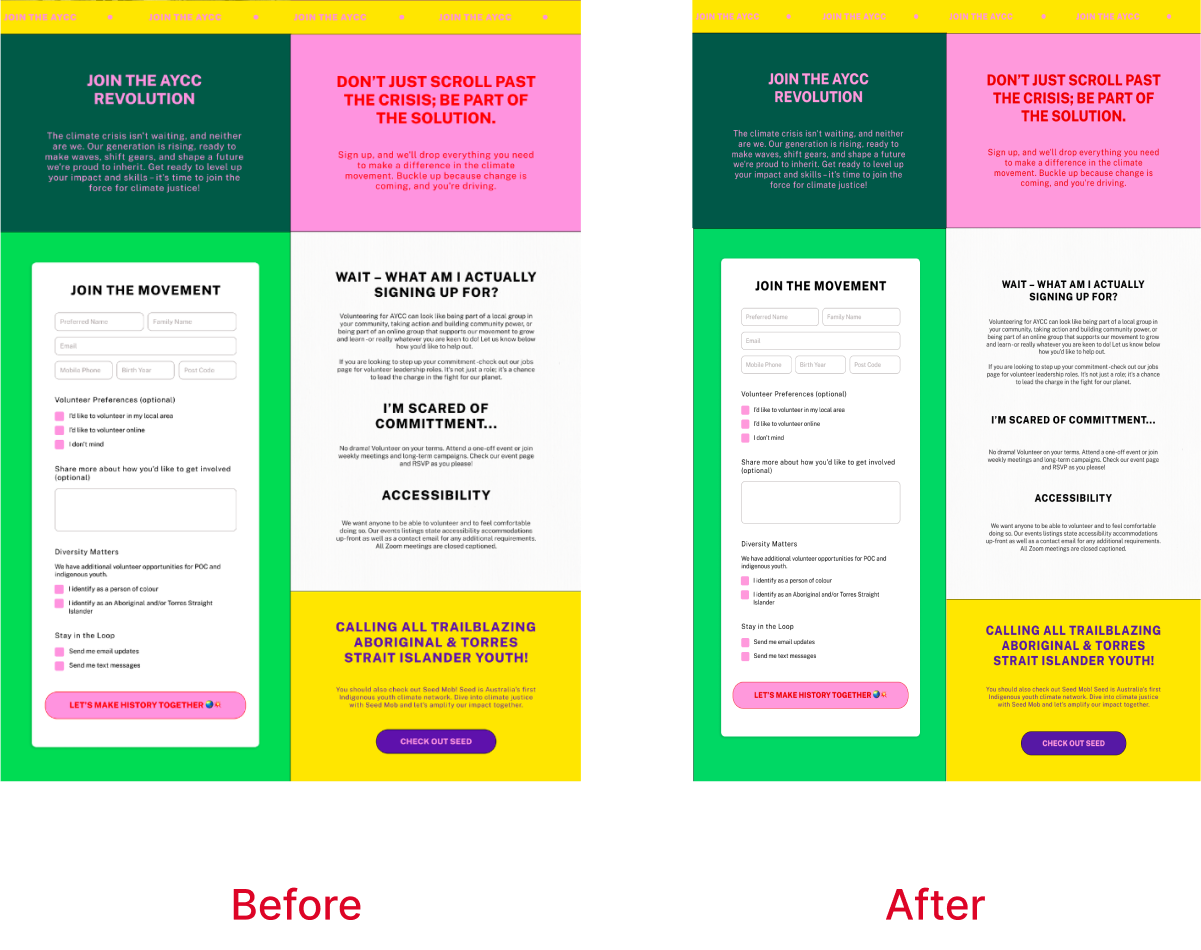 JOIN THE AYCC JOIN THE AYCC JOIN THE AYCC JOIN THE AYCC
JOIN THE AYCC
REVOLUTION
The climate crisis isn't waiting, and neither
are we. Our generation is rising, ready to
make waves, shift gears, and shape a future
we're proud to inherit. Get ready to level up
your impact and skills – it's time to join the
force for climate justice!
DON'T JUST SCROLL PAST
THE CRISIS; BE PART OF
THE SOLUTION.
Sign up, and we'll drop everything you need
to make a difference in the climate
movement. Buckle up because change is
coming, and you're driving.
JOIN THE MOVEMENT
Preferred Name Family Name
Email
Mobile Phone Birth Year Post Code
Volunteer Preferences (optional)
I'd like to volunteer in my local area
I'd like to volunteer online
I don't mind
Share more about how you'd like to get involved
(optional)
Diversity Matters
We have additional volunteer opportunities for POC and
indigenous youth.
I identify as a person of colour
I identify as an Aboriginal and/or Torres Straight
Islander
Stay in the Loop
Send me email updates
Send me text messages
LET'S MAKE HISTORY TOGETHER 🌏💥
WAIT – WHAT AM I ACTUALLY
SIGNING UP FOR?
Volunteering for AYCC can look like being part of a local group in
your community, taking action and building community power, or
being part of an online group that supports our movement to grow
and learn -or really whatever you are keen to do! Let us know below
how you'd like to help out.
If you are looking to step up your commitment -check out our jobs
page for volunteer leadership roles. It's not just a role; it's a chance
to lead the charge in the fight for our planet.
I'M SCARED OF
COMMITTMENT...
No drama! Volunteer on your terms. Attend a one-off event or join
weekly meetings and long-term campaigns. Check our event page
and RSVP as you please!
ACCESSIBILITY
We want anyone to be able to volunteer and to feel comfortable
doing so. Our events listings state accessibility accommodations
up-front as well as a contact email for any additional requirements.
All Zoom meetings are closed captioned.
CALLING ALL TRAILBLAZING
ABORIGINAL & TORRES
STRAIT ISLANDER YOUTH!
You should also check out Seed Mob! Seed is Australia's first
Indigenous youth climate network. Dive into climate justice
with Seed Mob and let's amplify our impact together.
CHECK OUT SEED
Before
JOIN THE AYCC JOIN THE AYCC JOIN THE AYCC JOIN THE AYCC
JOIN THE AYCC
REVOLUTION
The climate crisis isn't waiting, and neither
are we. Our generation is rising, ready to
make waves, shift gears, and shape a future
we're proud to inherit. Get ready to level up
your impact and skills – it's time to join the
force for climate justice!
DON'T JUST SCROLL PAST
THE CRISIS; BE PART OF
THE SOLUTION.
Sign up, and we'll drop everything you need
to make a difference in the climate
movement. Buckle up because change is
coming, and you're driving.
JOIN THE MOVEMENT
Preferred Name Family Name
Email
Mobile Phone Birth Year Post Code
Volunteer Preferences (optional)
I'd like to volunteer in my local area
I'd like to volunteer online
I don't mind
Share more about how you'd like to get involved
(optional)
Diversity Matters
We have additional volunteer opportunities for POC and
indigenous youth.
I identify as a person of colour
I identify as an Aboriginal and/or Torres Straight
Islander
Stay in the Loop
Send me email updates
Send me text messages
LET'S MAKE HISTORY TOGETHER 🌏💥
WAIT – WHAT AM I ACTUALLY
SIGNING UP FOR?
Volunteering for AYCC can look like being part of a local group in
your community, taking action and building community power, or
being part of an online group that supports our movement to grow
and learn -or really whatever you are keen to do! Let us know below
how you'd like to help out.
If you are looking to step up your commitment -check out our jobs
page for volunteer leadership roles. It's not just a role; it's a chance
to lead the charge in the fight for our planet.
I'M SCARED OF COMMITTMENT...
No drama! Volunteer on your terms. Attend a one-off event or join
weekly meetings and long-term campaigns. Check our event page
and RSVP as you please!
ACCESSIBILITY
We want anyone to be able to volunteer and to feel comfortable
doing so. Our events listings state accessibility accommodations
up-front as well as a contact email for any additional requirements.
All Zoom meetings are closed captioned.
CALLING ALL TRAILBLAZING
ABORIGINAL & TORRES
STRAIT ISLANDER YOUTH!
You should also check out Seed Mob! Seed is Australia's first
Indigenous youth climate network. Dive into climate justice
with Seed Mob and let's amplify our impact together.
CHECK OUT SEED
After